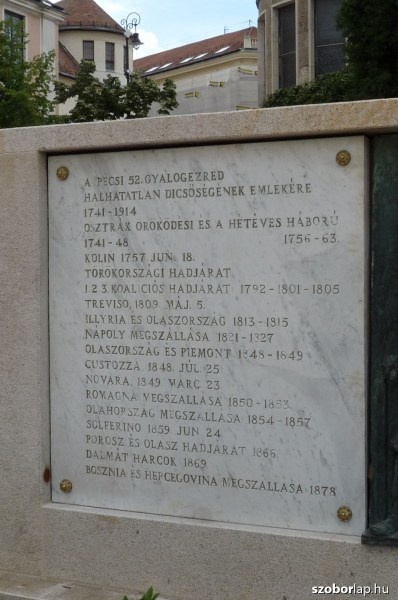 A PÉCSI 52. GYALOGEZRED
HALHATATLAN DICSŐSÉGÉNEK EMLÉKÉRE
1741-1914
OSZTRÁK ÖRÖKÖDÉSI ÉS A HÉTÉVES HÁBORÚ
1741-48 1756-63.
KOLIN 1757. JUN. 18.
TÖRÖKORSZÁGI HADJÁRAT
1.2.3. KOALICIÓS HADJÁRAT 1792-1801-1805
TREVISO, 1809. MÁJ. 5.
ILLYRIA ÉS OLASZORSZÁG 1813-1815
NÁPOLY MEGSZÁLLÁSA 1821-1827
OLASZORSZÁG ÉS PIEMONT 1848-1849
CUSTOZZA 1848. JÚL. 25
NOVARA, 1849. MÁRC. 23.
ROMAGNA MEGSZÁLLÁSA 1850-1853
OLÁHORSZÁG MEGSZÁLLÁSA 1854-1857
SOLFERINO 1859. JUN. 24.
POROSZ ÉS OLASZ HADJÁRAT 1866.
DALMÁT HARCOK 1869.
BOSZNIA ÉS HERCEGOVINA MEGSZÁLLÁSA 1878
szoborlap.hu